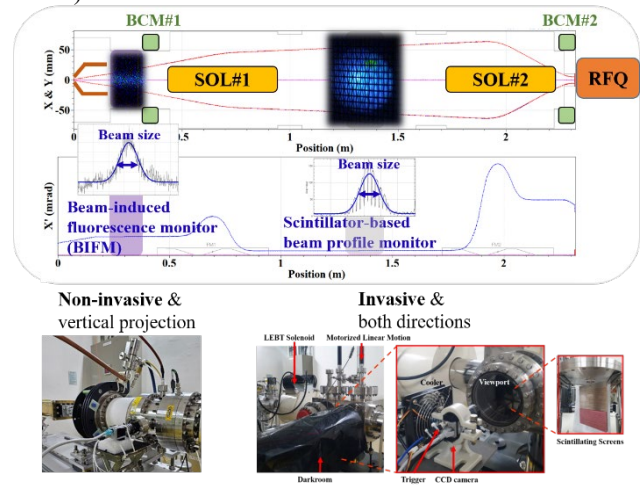 BCM#1
BCM#2
X & Y (mm)
50
0
-50
SOL#1
SOL#2
RFQ
0
0.5
1
1.5
2
Position (m)
Beam size
Beam size
X' (mrad)
Beam-induced
fluorescence monitor
(BIFM)
Scintillator-based
beam profile monitor
0
0.5
1
1.5
2
Position (m)
Non-invasive &
vertical projection
Invasive &
both directions
LEBT Solenoid
Motorized Linear Motion
Cooler
Viewport
Scintillating Screens
Darkroom
Trigger
CCD camera